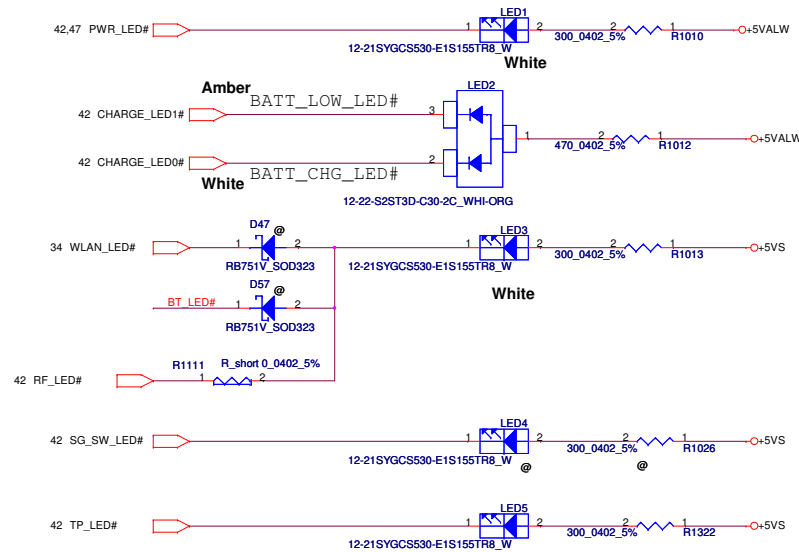 LED1
42,47 PWR_LED# 1 2 2 1 +5VALW
300_0402_5% R1010
12-21SYGCS530-E1S155TR8_W
White
Amber
LED2
BATT_LOW_LED#
42 CHARGE_LED1# 3
1 2 1 +5VALW
470_0402_5% R1012
42 CHARGE_LED0# 2
White BATT_CHG_LED#
12-22-S2ST3D-C30-2C_WHI-ORG
D47 @ LED3
34 WLAN_LED# 1 2 1 2 2 1 +5VS
300_0402_5% R1013
RB751V_SOD323 12-21SYGCS530-E1S155TR8_W
D57 @
White
BT_LED# 1 2
RB751V_SOD323
R1111 R_short 0_0402_5%
42 RF_LED# 1 2
LED4
42 SG_SW_LED# 1 2 2 1 +5VS
300_0402_5% R1026
12-21SYGCS530-E1S155TR8_W
@ @
LED5
42 TP_LED# 1 2 2 1 +5VS
300_0402_5% R1322
12-21SYGCS530-E1S155TR8_W